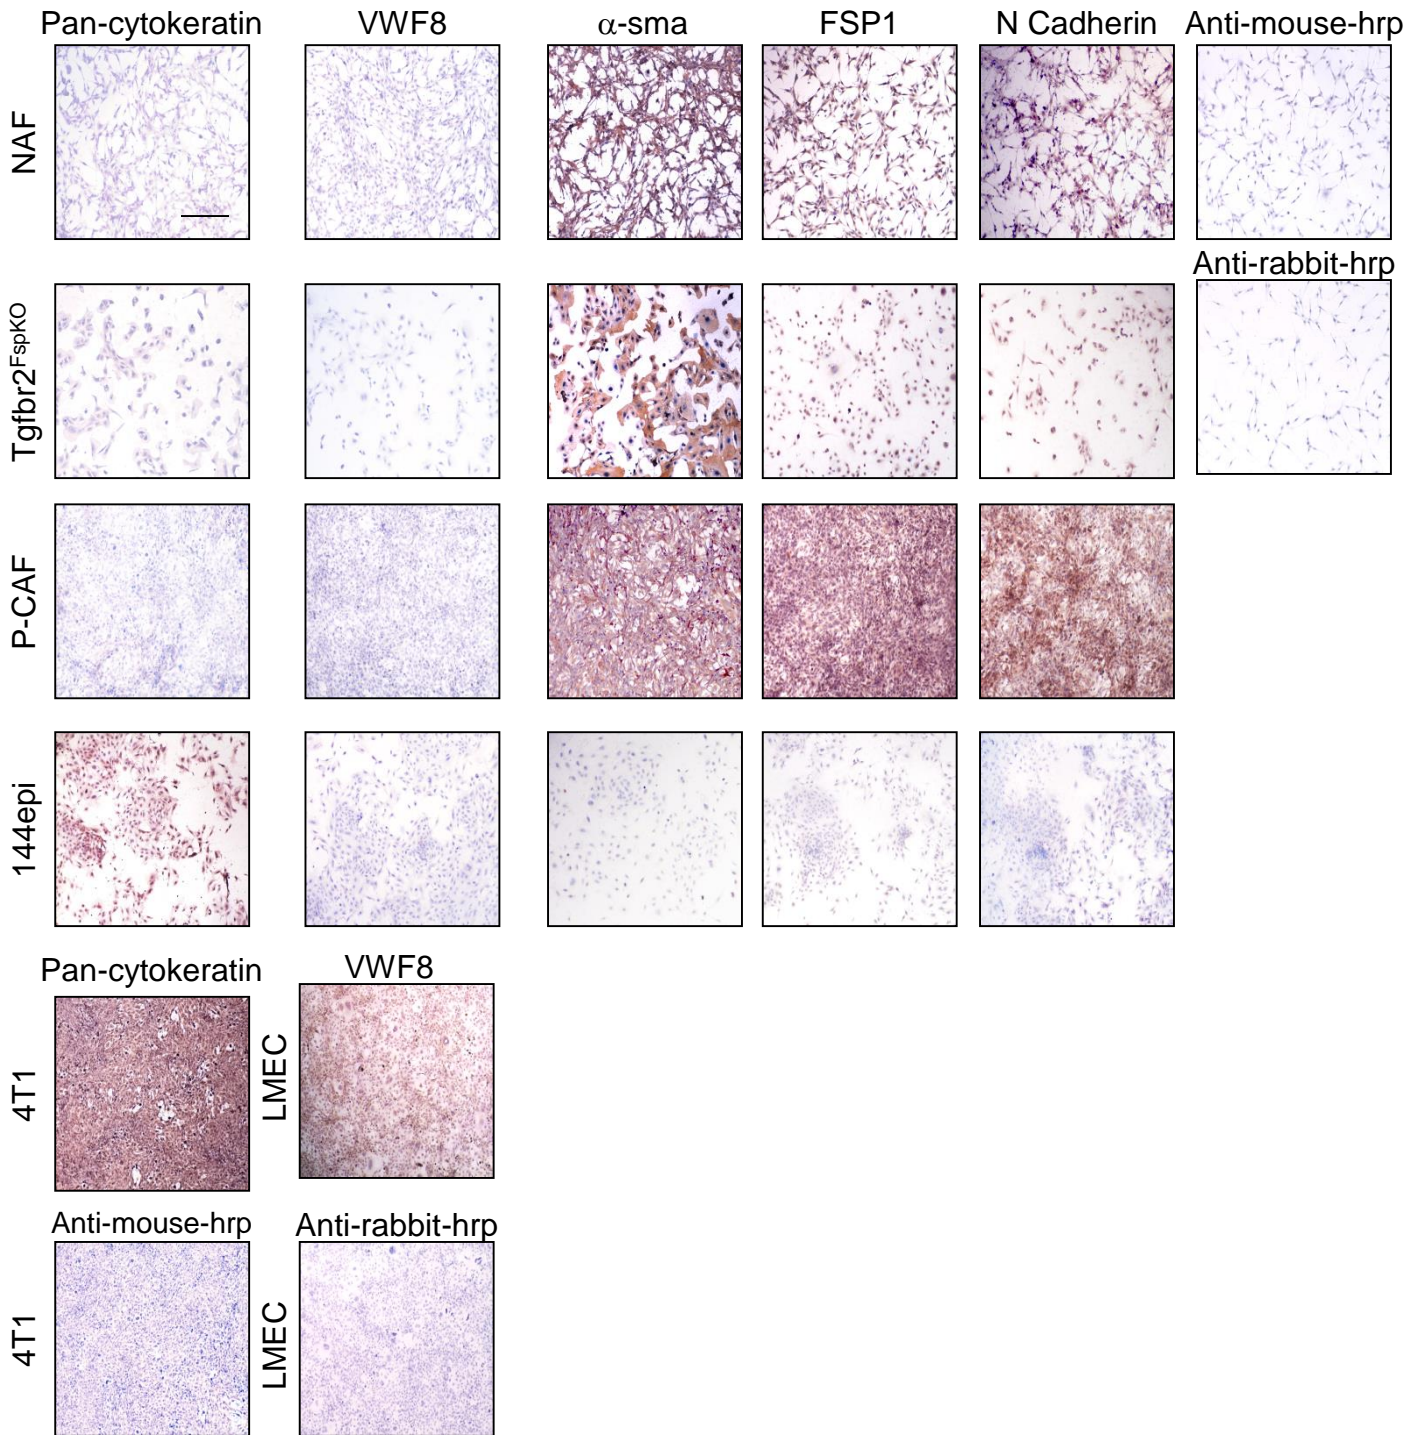 Pan-cytokeratin VWF8 α-sma FSP1 N Cadherin Anti-mouse-hrp
NAF
Anti-rabbit-hrp
Tgfbr2FspKO
P-CAF
144epi
Pan-cytokeratin VWF8
4T1 LMEC
Anti-mouse-hrp Anti-rabbit-hrp
4T1 LMEC